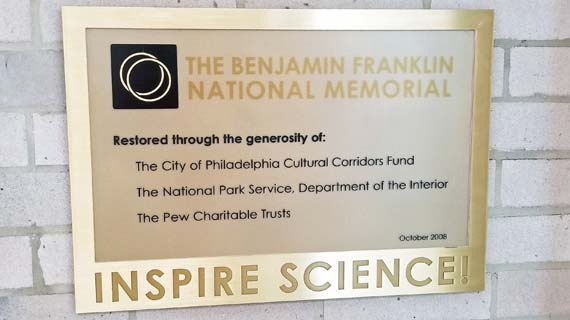 THE BENJAMIN FRANKLIN
NATIONAL MEMORIAL
Restored through the generosity of:
The City of Philadelphia Cultural Corridors Fund
The National Park Service, Department of the Interior
The Pew Charitable Trusts
October 2008
INSPIRE SCIENCE!